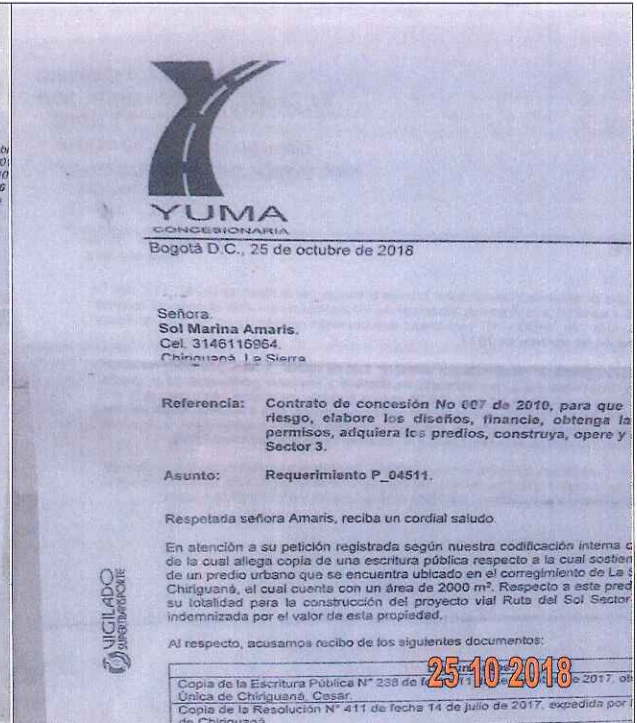 YUMA
CONCESIONARIA
Bogotá D.C., 25 de octubre de 2018
Señora.
Sol Marina Amaris.
Cel. 3146116964.
Chiriguaná, La Sierra
Referencia: Contrato de concesión No 007 de 2010, para que
riesgo, elabore los diseños, financie, obtenga la
permisos, adquiera los predios, construya, opere y
Sector 3.
Asunto: Requerimiento P_04511.
Respetada señora Amaris, reciba un cordial saludo
En atención a su petición registrada según nuestra codificación interna
de la cual allega copia de una escritura pública respecto a la cual sostien
de un predio urbano que se encuentra ubicado en el corregimiento de La
Chiriguaná, el cual cuenta con un área de 2000 m². Respecto a este pred
su totalidad para la construcción del proyecto vial Ruta del Sol Sector
indemnizada por el valor de esta propiedad.
VIGILADO
SUPERTRANSPORTE
Al respecto, acusamos recibo de los siguientes documentos:
25-10-2018
Copia de la Escritura Pública N° 238 de de 2017,
Única de Chiriguaná, Cesar.
Copia de la Resolución N° 411 de fecha 14 de julio de 2017, expedida por
de Chiriguaná